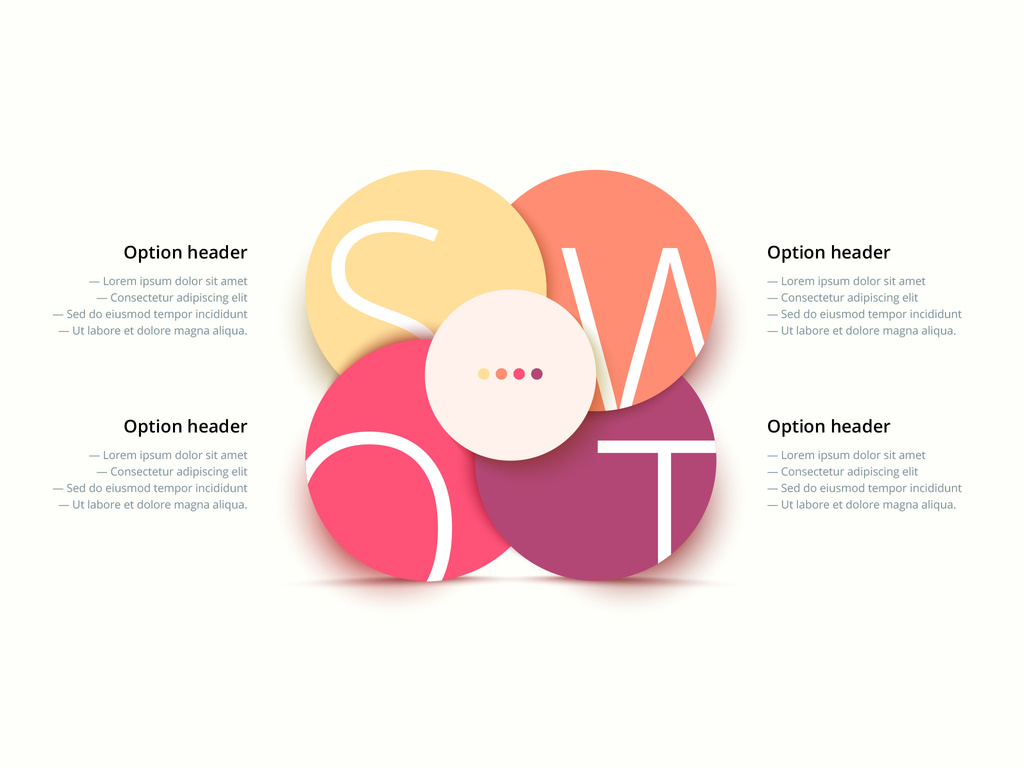 S
W
Option header
— Lorem ipsum dolor sit amet
— Consectetur adipiscing elit
— Sed do eiusmod tempor incididunt
— Ut labore et dolore magna aliqua.
Option header
— Lorem ipsum dolor sit amet
— Consectetur adipiscing elit
— Sed do eiusmod tempor incididunt
— Ut labore et dolore magna aliqua.
O
T
Option header
— Lorem ipsum dolor sit amet
— Consectetur adipiscing elit
— Sed do eiusmod tempor incididunt
— Ut labore et dolore magna aliqua.
Option header
— Lorem ipsum dolor sit amet
— Consectetur adipiscing elit
— Sed do eiusmod tempor incididunt
— Ut labore et dolore magna aliqua.